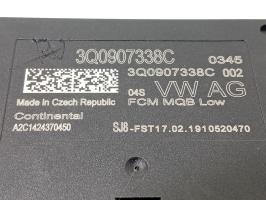 3Q0907338C 0345
3Q0907338C 002
04S VW AG
Made in Czech Republic FCM MQB Low
Continental
A2C1424370450 SJ8-FST17.02.1910520470